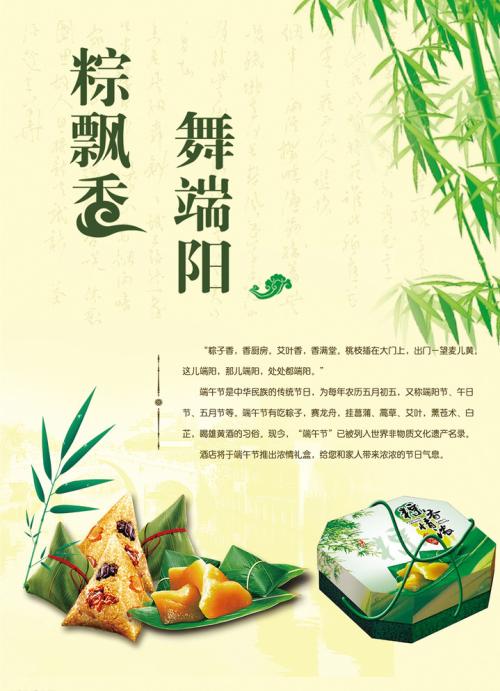 粽飘香
舞端阳
“粽子香，香厨房。艾叶香，香满堂。桃枝插在大门上，出门一望麦儿黄，
这儿端阳，那儿端阳，处处都端阳。”
端午节是中华民族的传统节日，为每年农历五月初五，又称端阳节、午日
节、五月节等。端午节有吃粽子，赛龙舟，挂菖蒲、蒿草、艾叶，薰苍术、白
芷，喝雄黄酒的习俗。现今，“端午节”已被列入世界非物质文化遗产名录。
酒店将于端午节推出浓情礼盒，给您和家人带来浓浓的节日气息。
粽香情浓